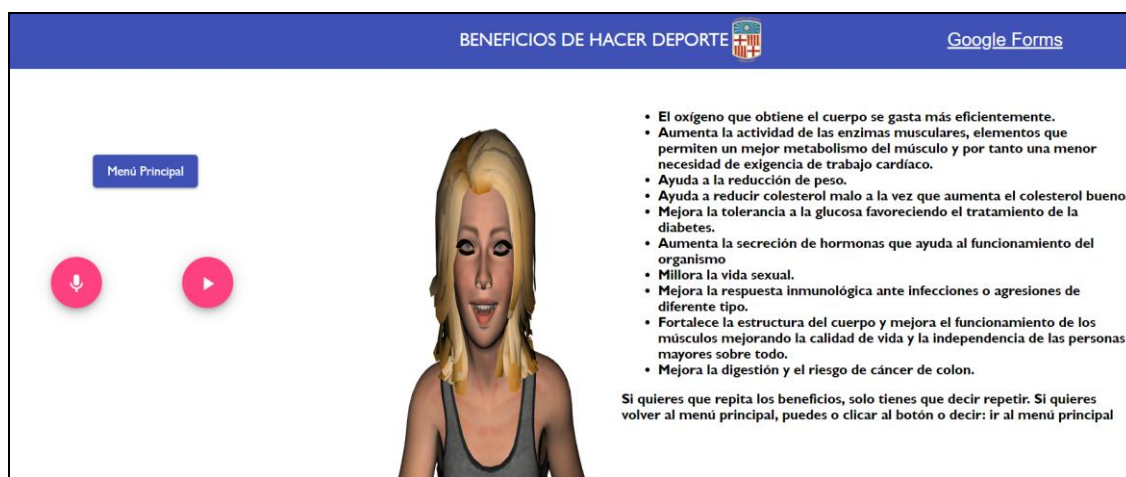 BENEFICIOS DE HACER DEPORTE
Google Forms
Menú Principal
• El oxígeno que obtiene el cuerpo se gasta más eficientemente.
• Aumenta la actividad de las enzimas musculares, elementos que
permiten un mejor metabolismo del músculo y por tanto una menor
necesidad de exigencia de trabajo cardíaco.
• Ayuda a la reducción de peso.
• Ayuda a reducir colesterol malo a la vez que aumenta el colesterol bueno
• Mejora la tolerancia a la glucosa favoreciendo el tratamiento de la
diabetes.
• Aumenta la secreción de hormonas que ayuda al funcionamiento del
organismo
• Millora la vida sexual.
• Mejora la respuesta inmunológica ante infecciones o agresiones de
diferente tipo.
• Fortalece la estructura del cuerpo y mejora el funcionamiento de los
músculos mejorando la calidad de vida y la independencia de las personas
mayores sobre todo.
• Mejora la digestión y el riesgo de cáncer de colon.
Si quieres que repita los beneficios, solo tienes que decir repetir. Si quieres
volver al menú principal, puedes o clicar al botón o decir: ir al menú principal